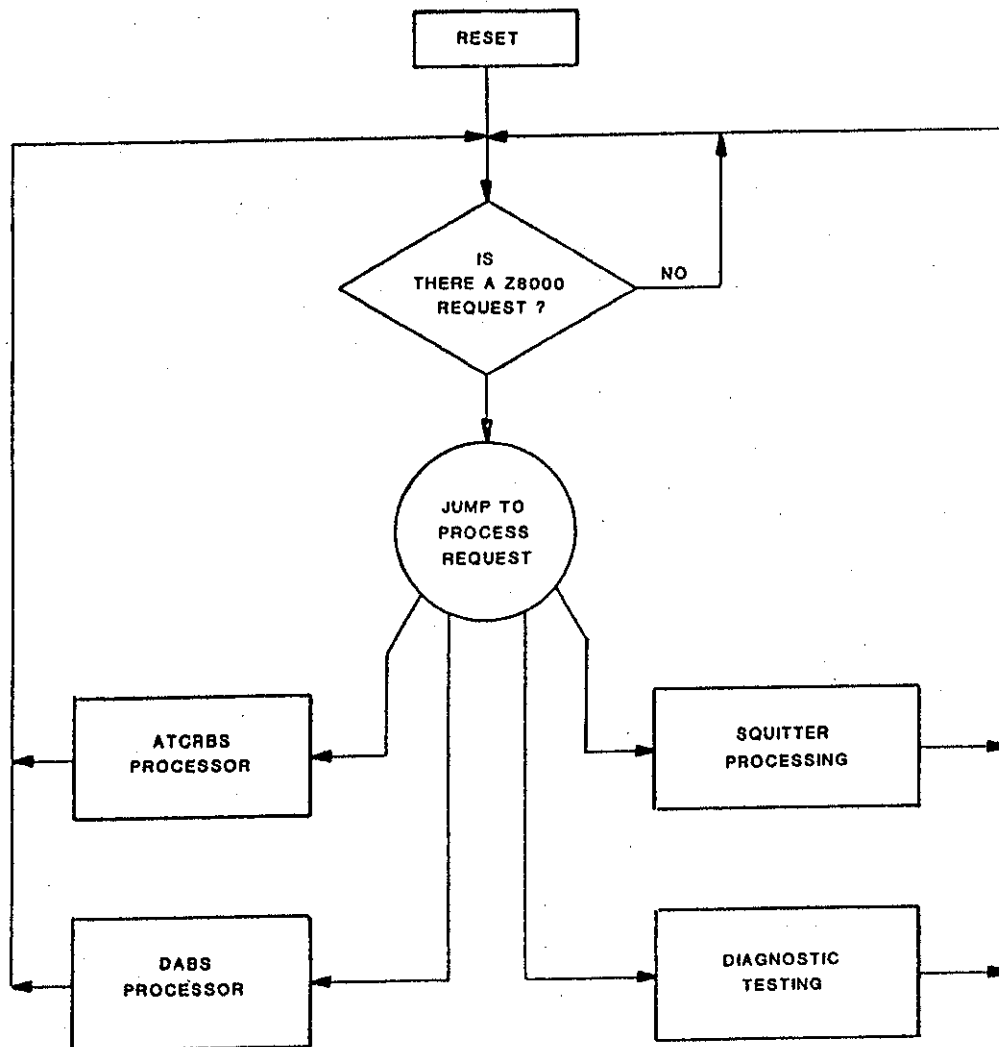 RESET
IS
THERE A Z8000
REQUEST ?
NO
JUMP TO
PROCESS
REQUEST
ATCRBS
PROCESSOR
SQUITTER
PROCESSING
DABS
PROCESSOR
DIAGNOSTIC
TESTING